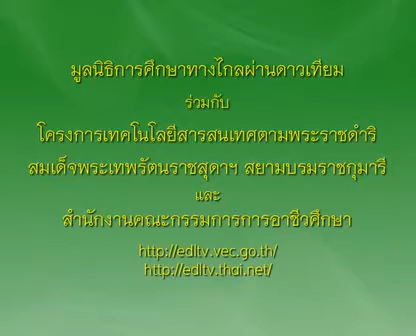 มูลนิธิการศึกษาทางไกลผ่านดาวเทียม
ร่วมกับ
โครงการเทคโนโลยีสารสนเทศตามพระราชดำริ
สมเด็จพระเทพรัตนราชสุดาฯ สยามบรมราชกุมารี
และ
สำนักงานคณะกรรมการการอาชีวศึกษา
http://edltv.vec.go.th/
http://edltv.thai.net/